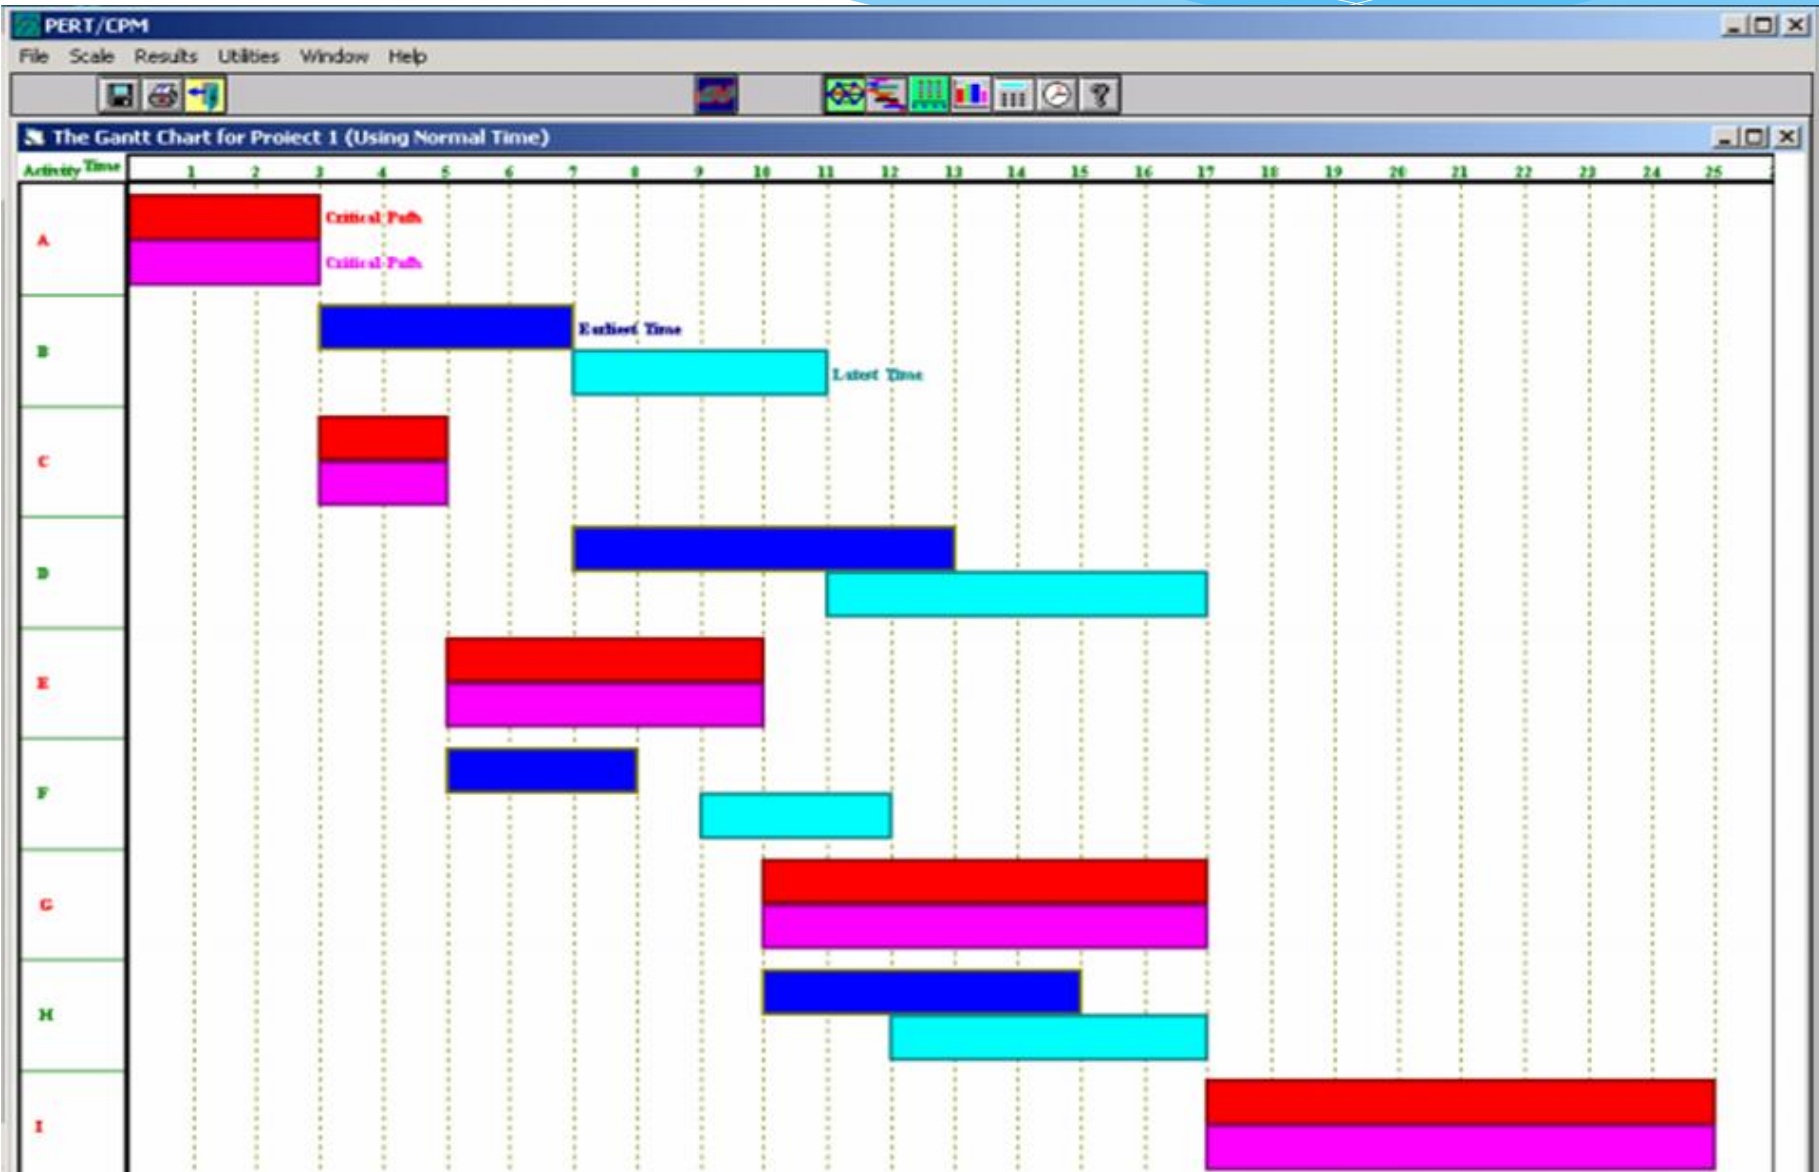 PERT/CPM
File Scale Results Utilities Window Help
The Gantt Chart for Project 1 (Using Normal Time)
Activity Time 1 2 3 4 5 6 7 8 9 10 11 12 13 14 15 16 17 18 19 20 21 22 23 24 25
A
Critical Path
Critical Path
B
Earliest Time
Latest Time
C
D
E
F
G
H
I